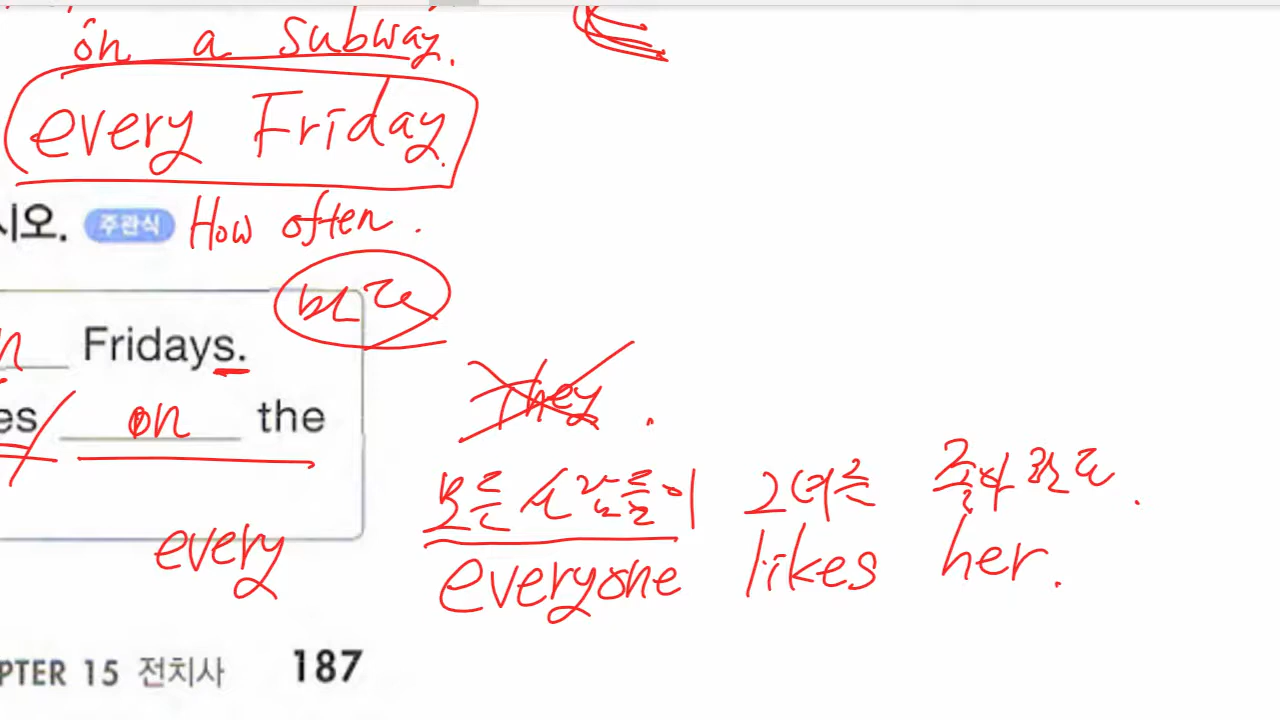 on a subway.
every Friday.
시오. 주관식 How often.
빈도
n Fridays.
They.
es on the
모든 사람들이 그녀를 좋아한다.
every
everyone likes her.
PTER 15 전치사 187